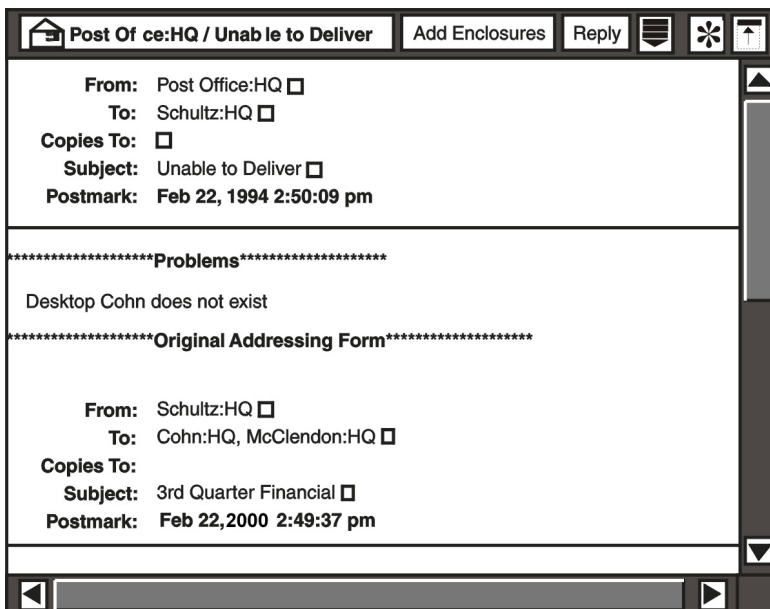 Post Of ce:HQ / Unable to Deliver Add Enclosures Reply
From: Post Office:HQ
To: Schultz:HQ
Copies To:
Subject: Unable to Deliver
Postmark: Feb 22, 1994 2:50:09 pm
********************Problems********************
Desktop Cohn does not exist
********************Original Addressing Form********************
From: Schultz:HQ
To: Cohn:HQ, McClendon:HQ
Copies To:
Subject: 3rd Quarter Financial
Postmark: Feb 22,2000 2:49:37 pm